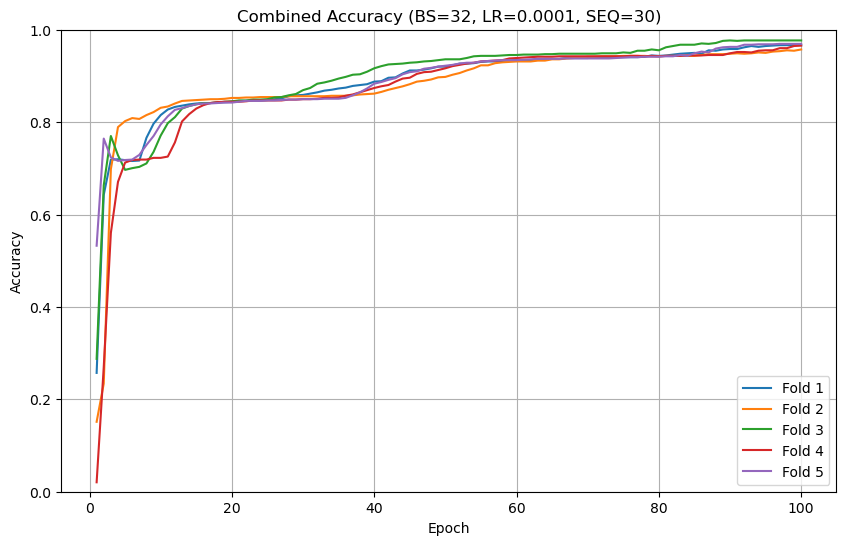 Combined Accuracy (BS=32, LR=0.0001, SEQ=30)
1.0
0.8
0.6
0.4
0.2
0.0
Accuracy
0 20 40 60 80 100
Epoch
Fold 1
Fold 2
Fold 3
Fold 4
Fold 5